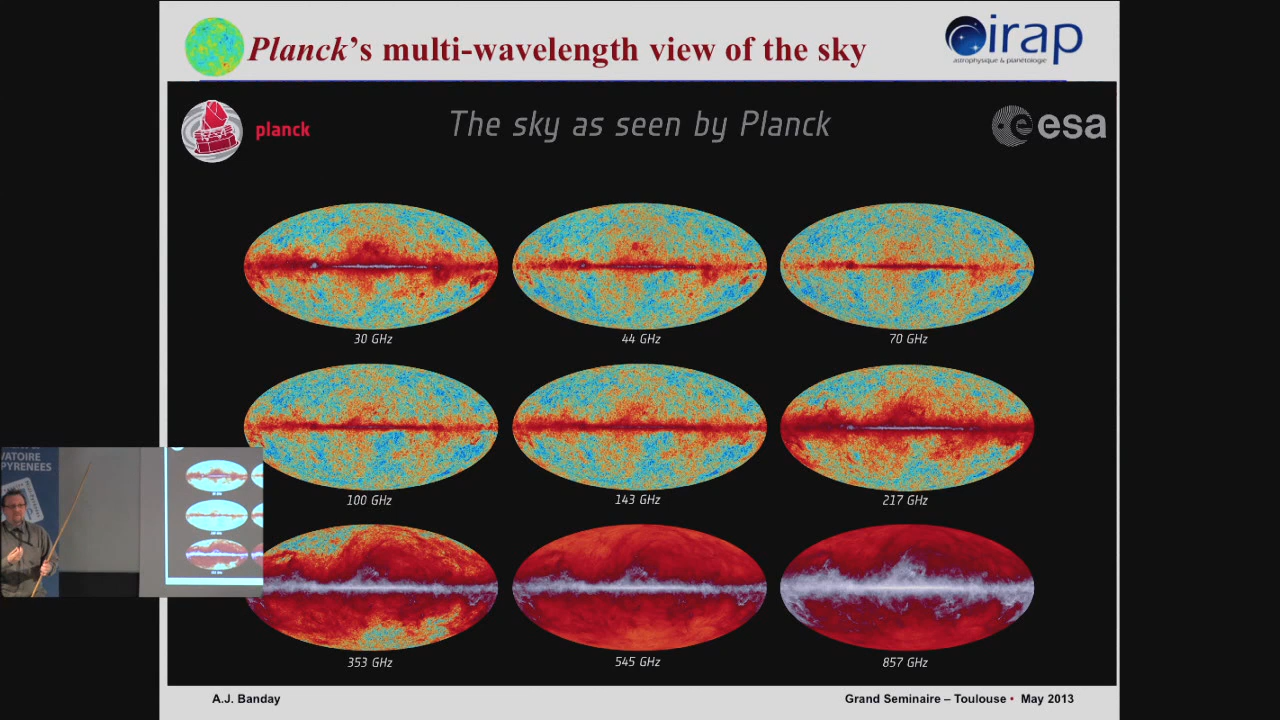 Planck's multi-wavelength view of the sky
irap
astrophysique & planétologie
planck
The sky as seen by Planck
esa
30 GHz
44 GHz
70 GHz
100 GHz
143 GHz
217 GHz
VATOIRE
PYRENEES
353 GHz
545 GHz
857 GHz
A.J. Banday
Grand Seminaire – Toulouse • May 2013